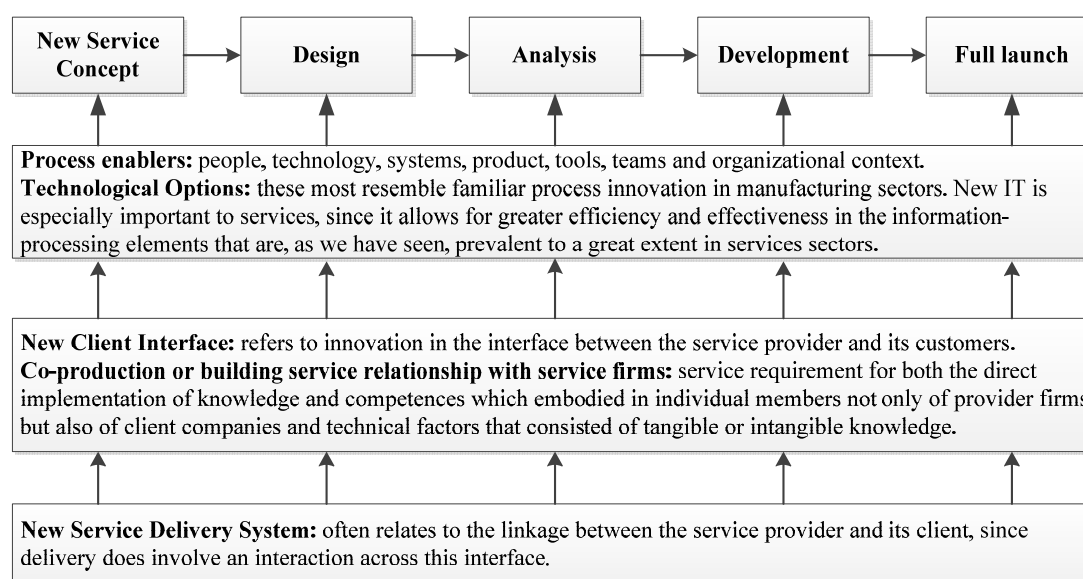 New Service
Concept
Design
Analysis
Development
Full launch
Process enablers: people, technology, systems, product, tools, teams and organizational context.
Technological Options: these most resemble familiar process innovation in manufacturing sectors. New IT is
especially important to services, since it allows for greater efficiency and effectiveness in the information-
processing elements that are, as we have seen, prevalent to a great extent in services sectors.
New Client Interface: refers to innovation in the interface between the service provider and its customers.
Co-production or building service relationship with service firms: service requirement for both the direct
implementation of knowledge and competences which embodied in individual members not only of provider firms
but also of client companies and technical factors that consisted of tangible or intangible knowledge.
New Service Delivery System: often relates to the linkage between the service provider and its client, since
delivery does involve an interaction across this interface.